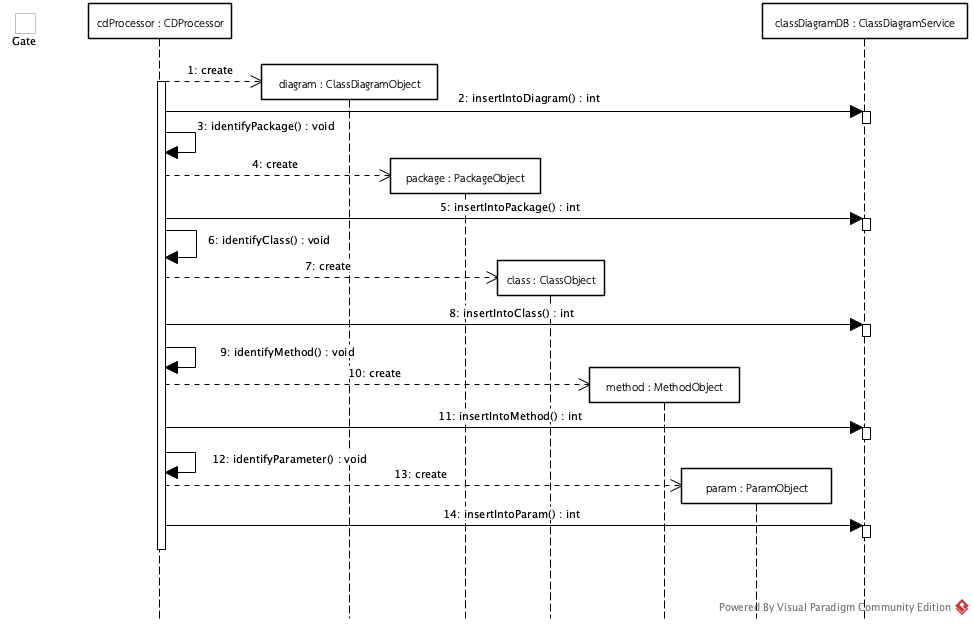 cdProcessor : CDProcessor
classDiagramDB : ClassDiagramService
Gate
1: create
diagram : ClassDiagramObject
2: insertIntoDiagram() : int
3: identifyPackage() : void
4: create
package : PackageObject
5: insertIntoPackage() : int
6: identifyClass() : void
7: create
class : ClassObject
8: insertIntoClass() : int
9: identifyMethod() : void
10: create
method : MethodObject
11: insertIntoMethod() : int
12: identifyParameter() : void
13: create
param : ParamObject
14: insertIntoParam() : int
Powered By Visual Paradigm Community Edition